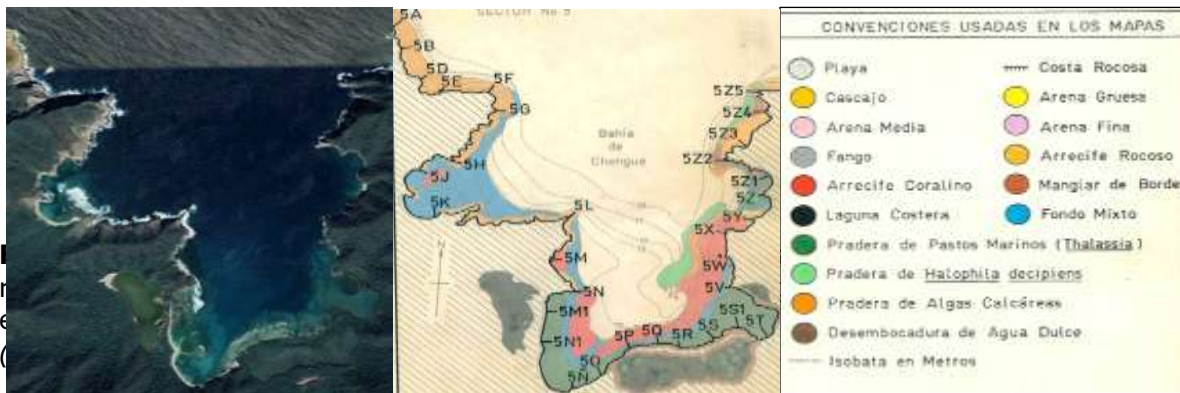 SECTOR No 5
5A
5B
5D
5E
5F
5G
5H
5J
5K
5L
5M
5N
5M1
5N1
5O
5N
5P
5Q
5R
5S
5S1
5T
5V
5W
5X
5Y
5Z
5Z1
5Z2
5Z3
5Z4
5Z5
Bahía
de
Chengue
N
CONVENCIONES USADAS EN LOS MAPAS
Playa
Costa Rocosa
Cascajo
Arena Gruesa
Arena Media
Arena Fina
Fango
Arrecife Rocoso
Arrecife Coralino
Manglar de Borde
Laguna Costera
Fondo Mixto
Pradera de Pastos Marinos (Thalassia)
Pradera de Halophila decipiens
Pradera de Algas Calcáreas
Desembocadura de Agua Dulce
Isobata en Metros